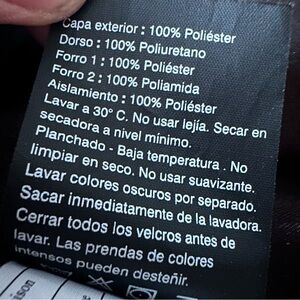 Capa exterior : 100% Poliéster
Dorso : 100% Poliuretano
Forro 1 : 100% Poliéster
Forro 2 : 100% Poliamida
Aislamiento : 100% Poliéster
Lavar a 30° C. No usar lejía. Secar en
secadora a nivel mínimo.
Planchado - Baja temperatura . No
limpiar en seco. No usar suavizante.
Lavar colores oscuros por separado.
Sacar inmediatamente de la lavadora.
Cerrar todos los velcros antes de
lavar. Las prendas de colores
intensos pueden desteñir.